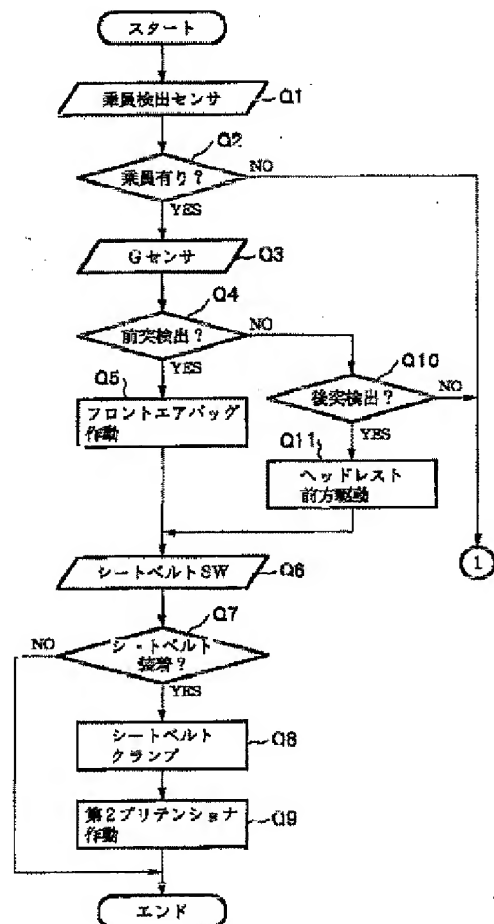 スタート
乗員検出センサ
Q1
Q2
乗員有り?
NO
YES
Gセンサ
Q3
Q4
前突検出?
NO
YES
Q5
Q10
後突検出?
NO
YES
フロントエアバッグ
作動
Q11
ヘッドレスト
前方駆動
シートベルトSW
Q6
1
Q7
NO
シートベルト
装着?
YES
シートベルト
クランプ
Q8
第2プリテンショナ
作動
Q9
エンド